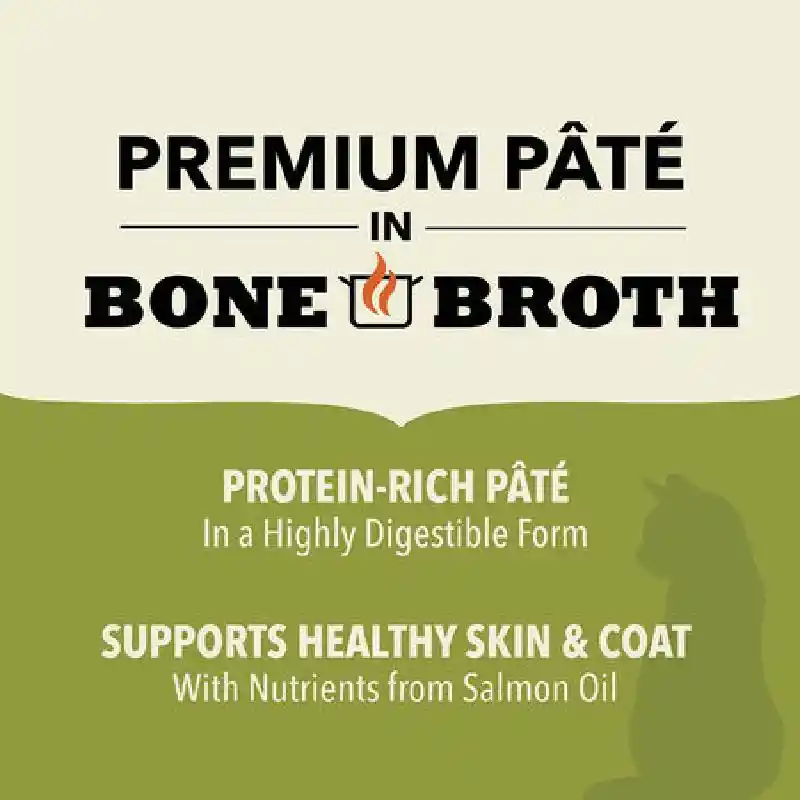 PREMIUM PÂTÉ
IN
BONE BROTH
PROTEIN-RICH PÂTÉ
In a Highly Digestible Form
SUPPORTS HEALTHY SKIN & COAT
With Nutrients from Salmon Oil